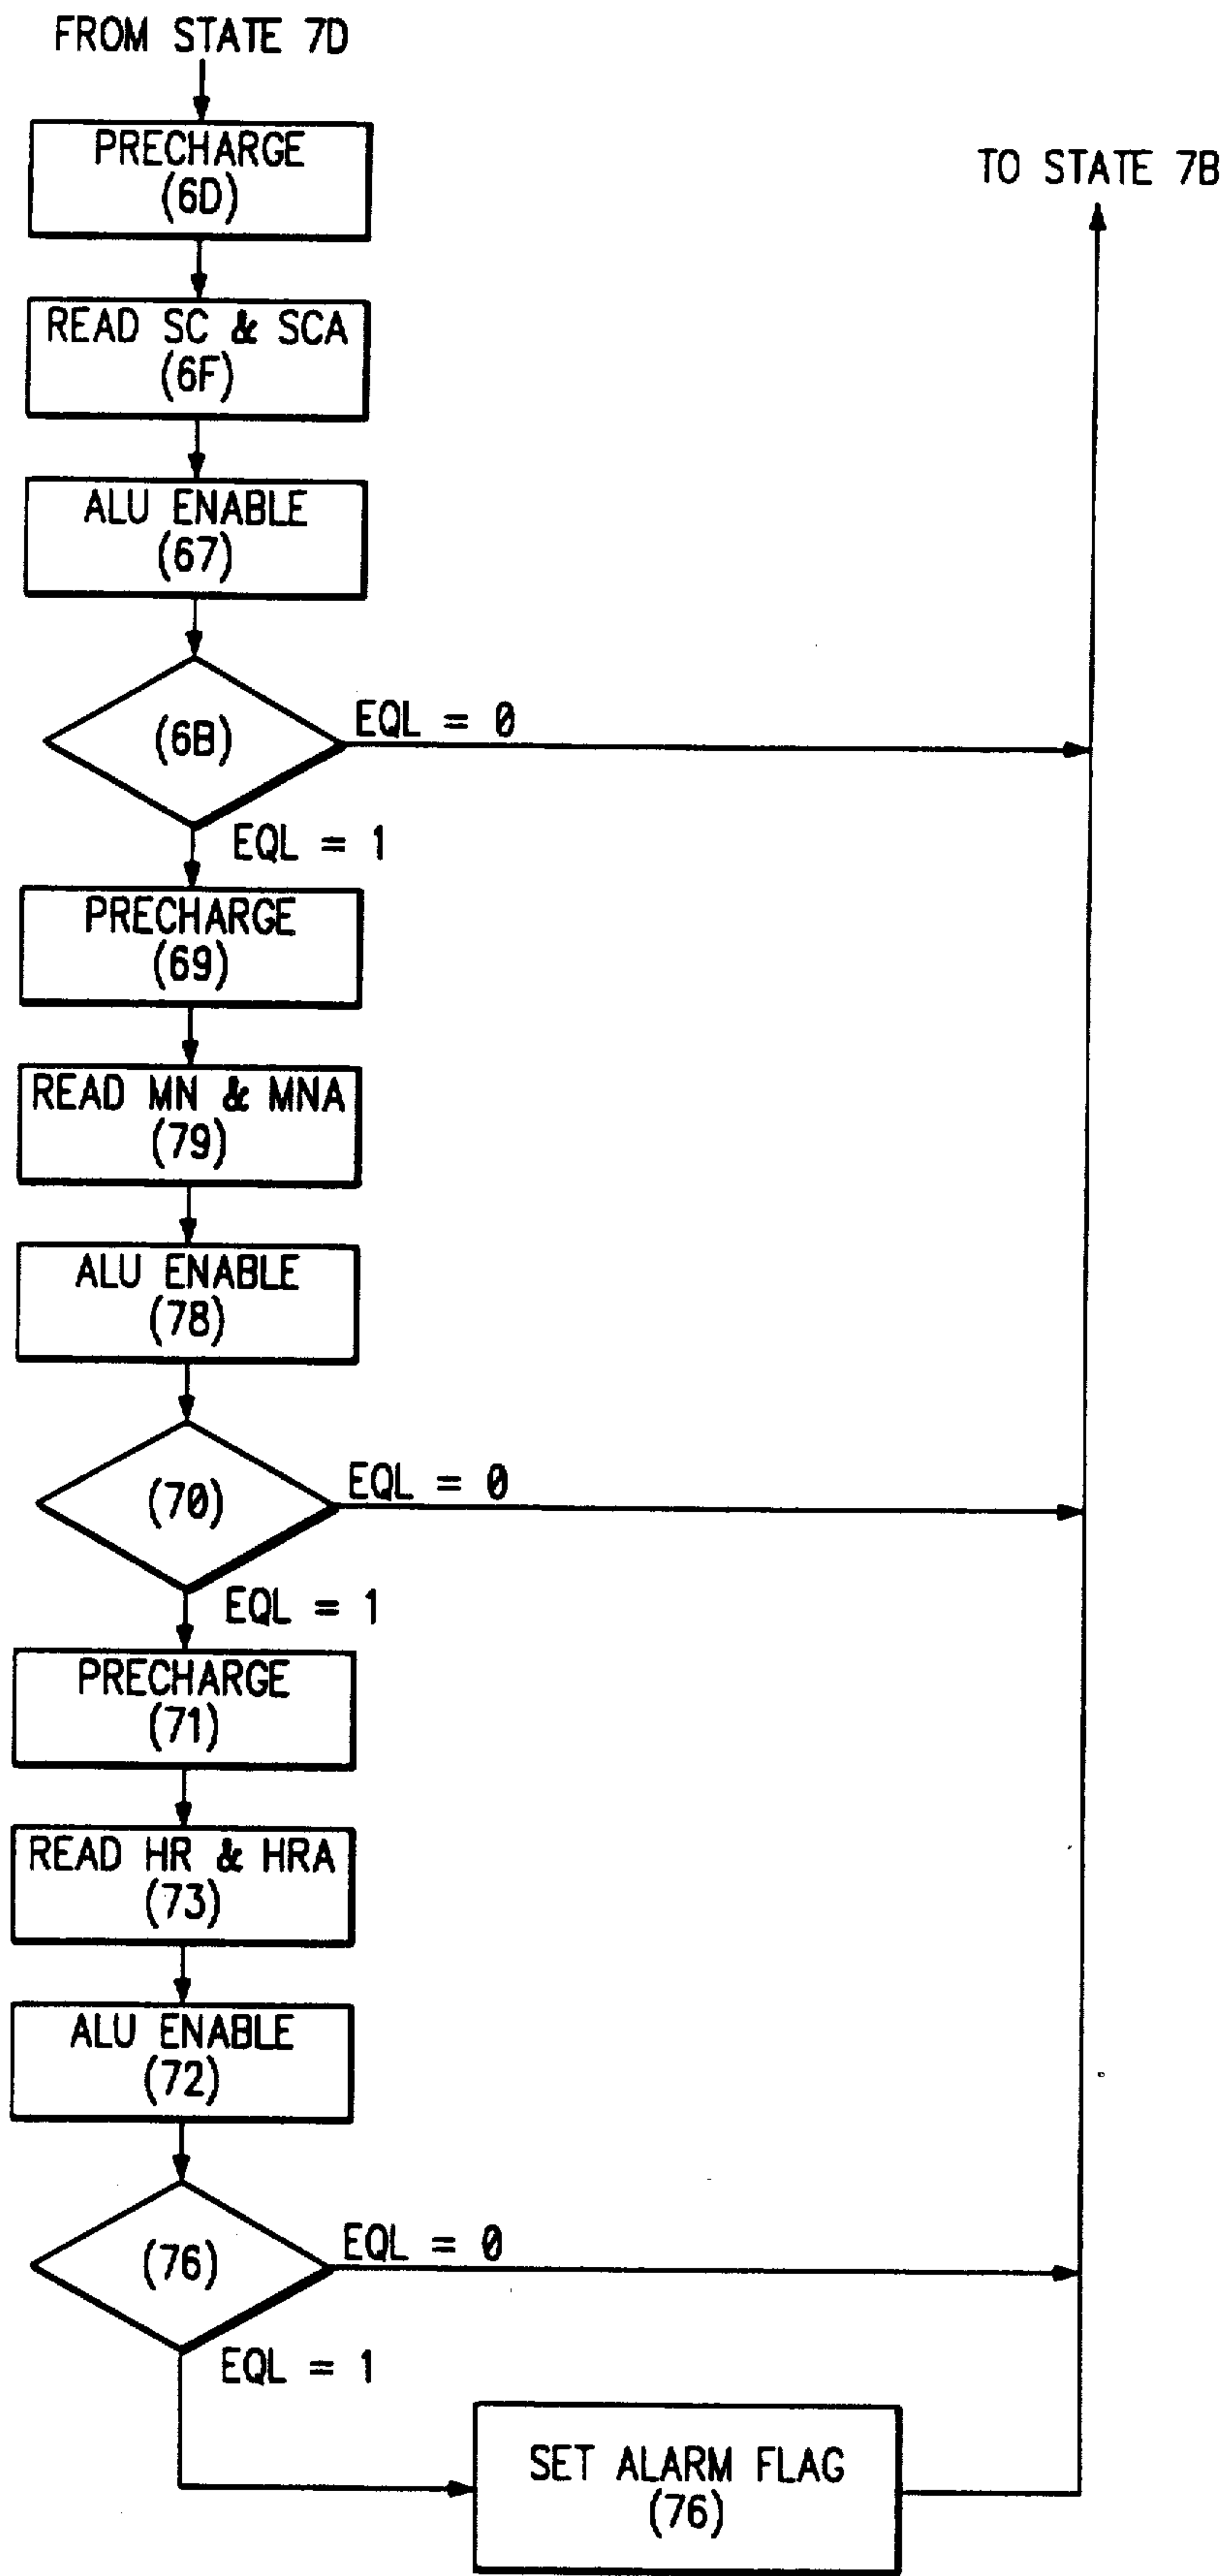 FROM STATE 7D
TO STATE 7B
PRECHARGE
(6D)
READ SC & SCA
(6F)
ALU ENABLE
(67)
(6B)
EQL = 0
EQL = 1
PRECHARGE
(69)
READ MN & MNA
(79)
ALU ENABLE
(78)
(70)
EQL = 0
EQL = 1
PRECHARGE
(71)
READ HR & HRA
(73)
ALU ENABLE
(72)
(76)
EQL = 0
EQL = 1
SET ALARM FLAG
(76)